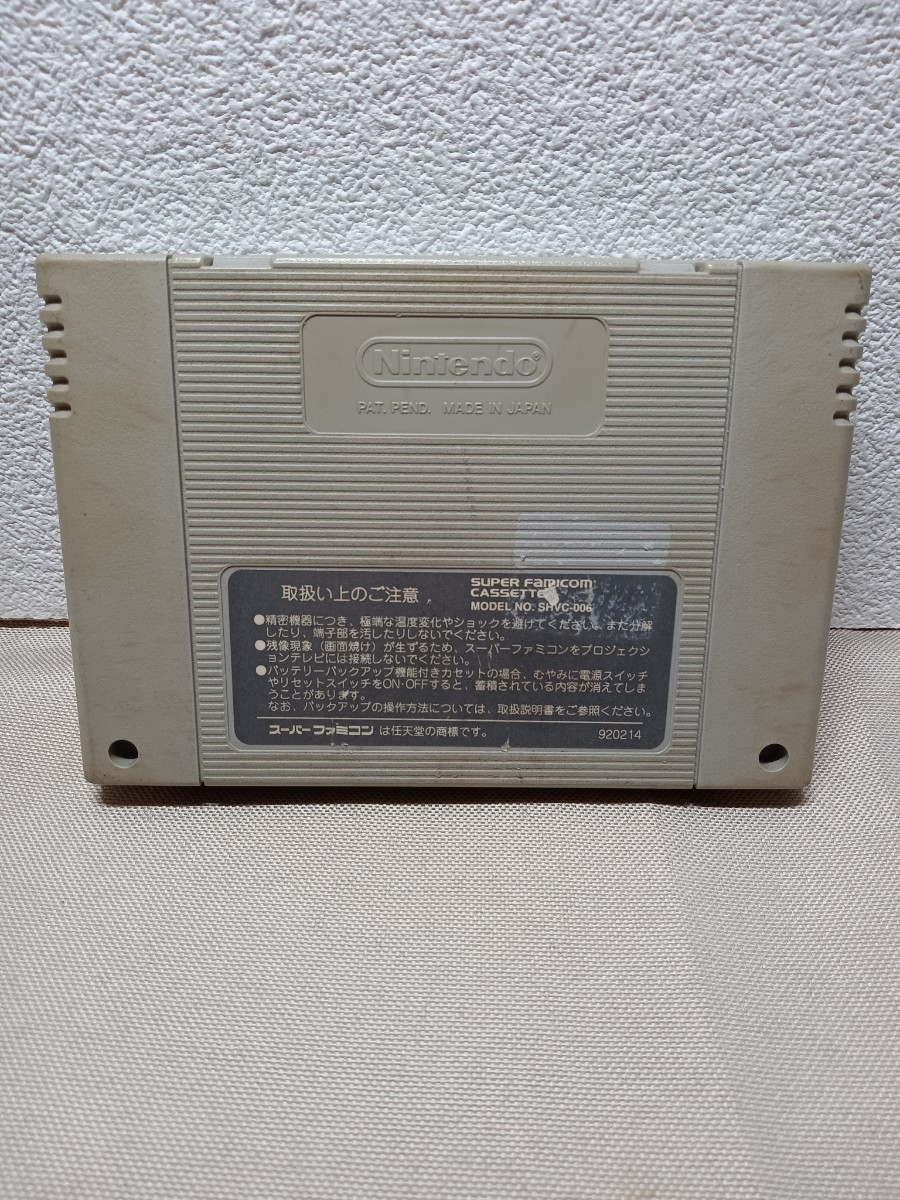 Nintendo®
PAT. PEND. MADE IN JAPAN
取扱い上のご注意
SUPER FAMICOM
CASSETTE
MODEL NO. SHVC-006
●精密機器につき、極端な温度変化やショックを避けてください。また分解
したり、端子部を汚したりしないでください。
●残像現象（画面焼け）が生ずるため、スーパーファミコンをプロジェクシ
ョンテレビには接続しないでください。
●バッテリーバックアップ機能付きカセットの場合、むやみに電源スイッチ
やリセットスイッチをON·OFFすると、蓄積されている内容が消えてしま
うことがあります。
なお、バックアップの操作方法については、取扱説明書をご参照ください。
スーパーファミコン は任天堂の商標です。
920214